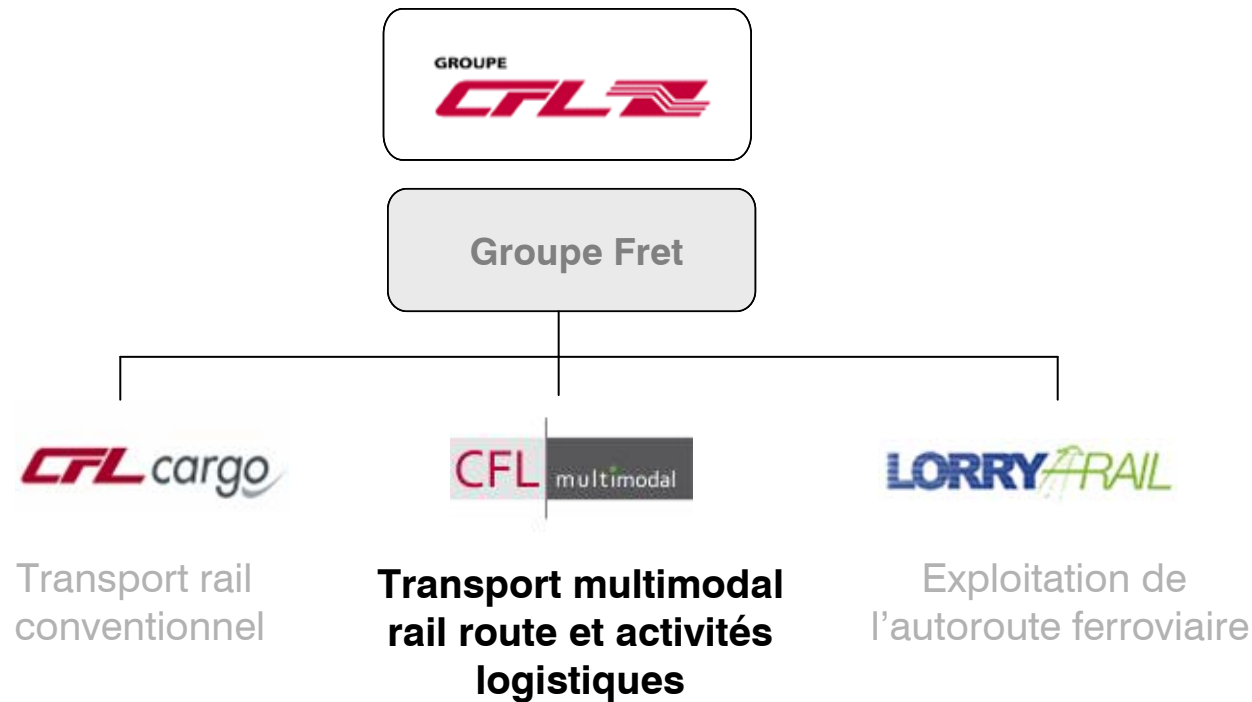 GROUPE
CFL
Groupe Fret
CFL cargo
CFL multimodal
LORRY RAIL
Transport rail
conventionnel
Transport multimodal
rail route et activités
logistiques
Exploitation de
l’autoroute ferroviaire